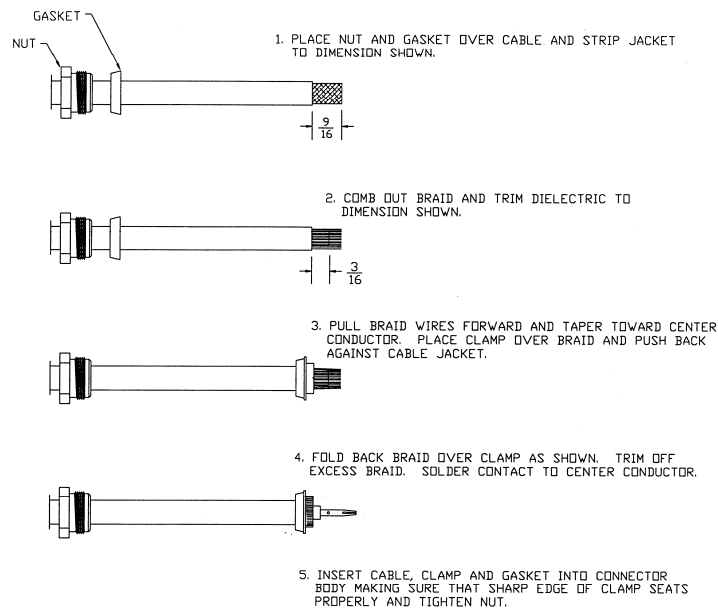 GASKET
NUT
1. PLACE NUT AND GASKET OVER CABLE AND STRIP JACKET
TO DIMENSION SHOWN.
9
16
2. COMB OUT BRAID AND TRIM DIELECTRIC TO
DIMENSION SHOWN.
3
16
3. PULL BRAID WIRES FORWARD AND TAPER TOWARD CENTER
CONDUCTOR. PLACE CLAMP OVER BRAID AND PUSH BACK
AGAINST CABLE JACKET.
4. FOLD BACK BRAID OVER CLAMP AS SHOWN. TRIM OFF
EXCESS BRAID. SOLDER CONTACT TO CENTER CONDUCTOR.
5. INSERT CABLE, CLAMP AND GASKET INTO CONNECTOR
BODY MAKING SURE THAT SHARP EDGE OF CLAMP SEATS
PROPERLY AND TIGHTEN NUT.